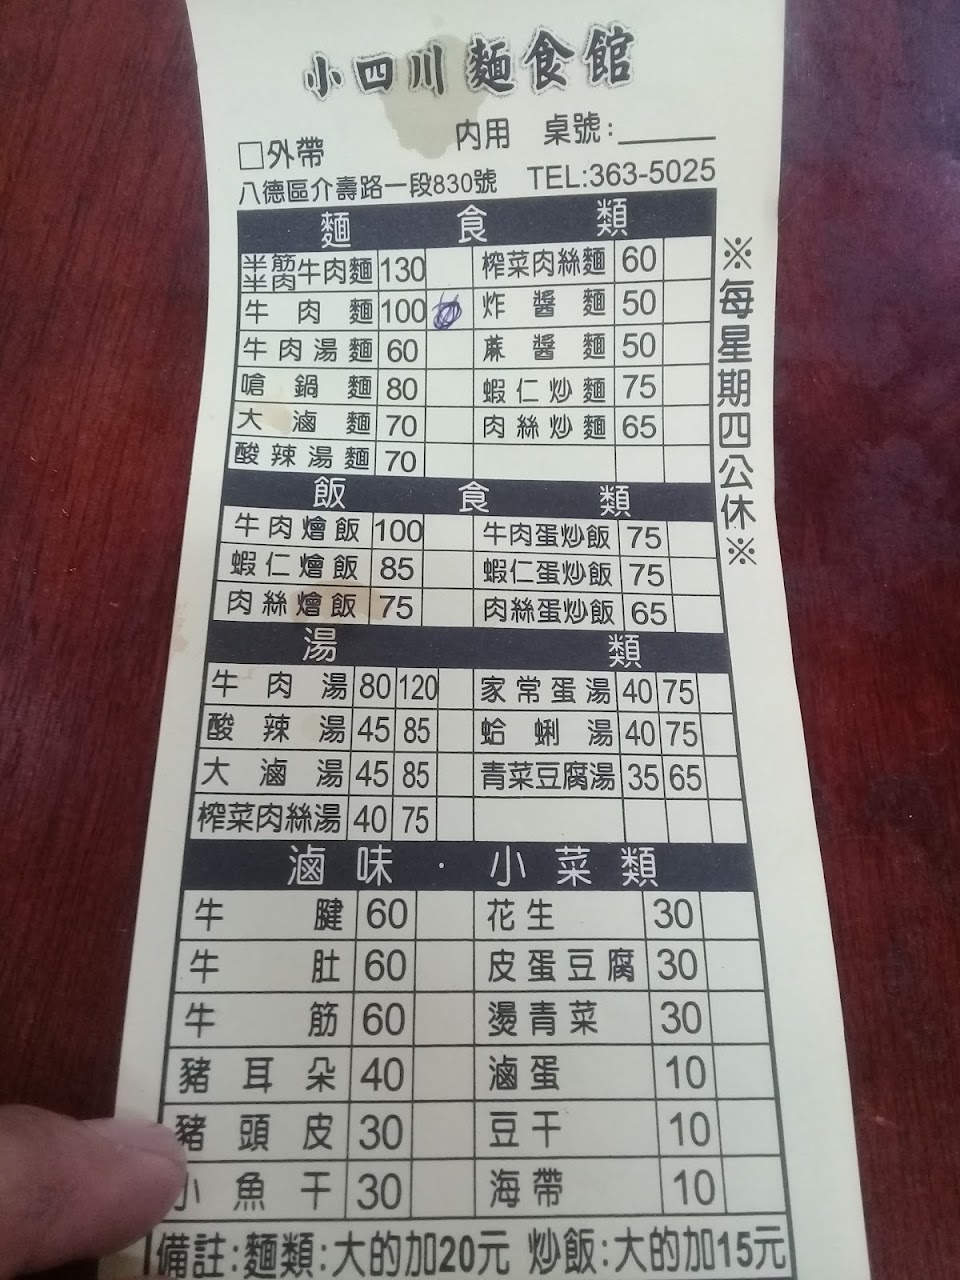 小四川麵食館
□外帶 內用 桌號:______
八德區介壽路一段830號 TEL:363-5025
麵食類
半筋半肉牛肉麵 130 榨菜肉絲麵 60
牛肉麵 100 炸醬麵 50
牛肉湯麵 60 蔴醬麵 50
嗆鍋麵 80 蝦仁炒麵 75
大滷麵 70 肉絲炒麵 65
酸辣湯麵 70
飯食類
牛肉燴飯 100 牛肉蛋炒飯 75
蝦仁燴飯 85 蝦仁蛋炒飯 75
肉絲燴飯 75 肉絲蛋炒飯 65
湯類
牛肉湯 80 120 家常蛋湯 40 75
酸辣湯 45 85 蛤蜊湯 40 75
大滷湯 45 85 青菜豆腐湯 35 65
榨菜肉絲湯 40 75
滷味·小菜類
牛腱 60 花生 30
牛肚 60 皮蛋豆腐 30
牛筋 60 燙青菜 30
豬耳朵 40 滷蛋 10
豬頭皮 30 豆干 10
小魚干 30 海帶 10
備註:麵類:大的加20元 炒飯:大的加15元
※每星期四公休※